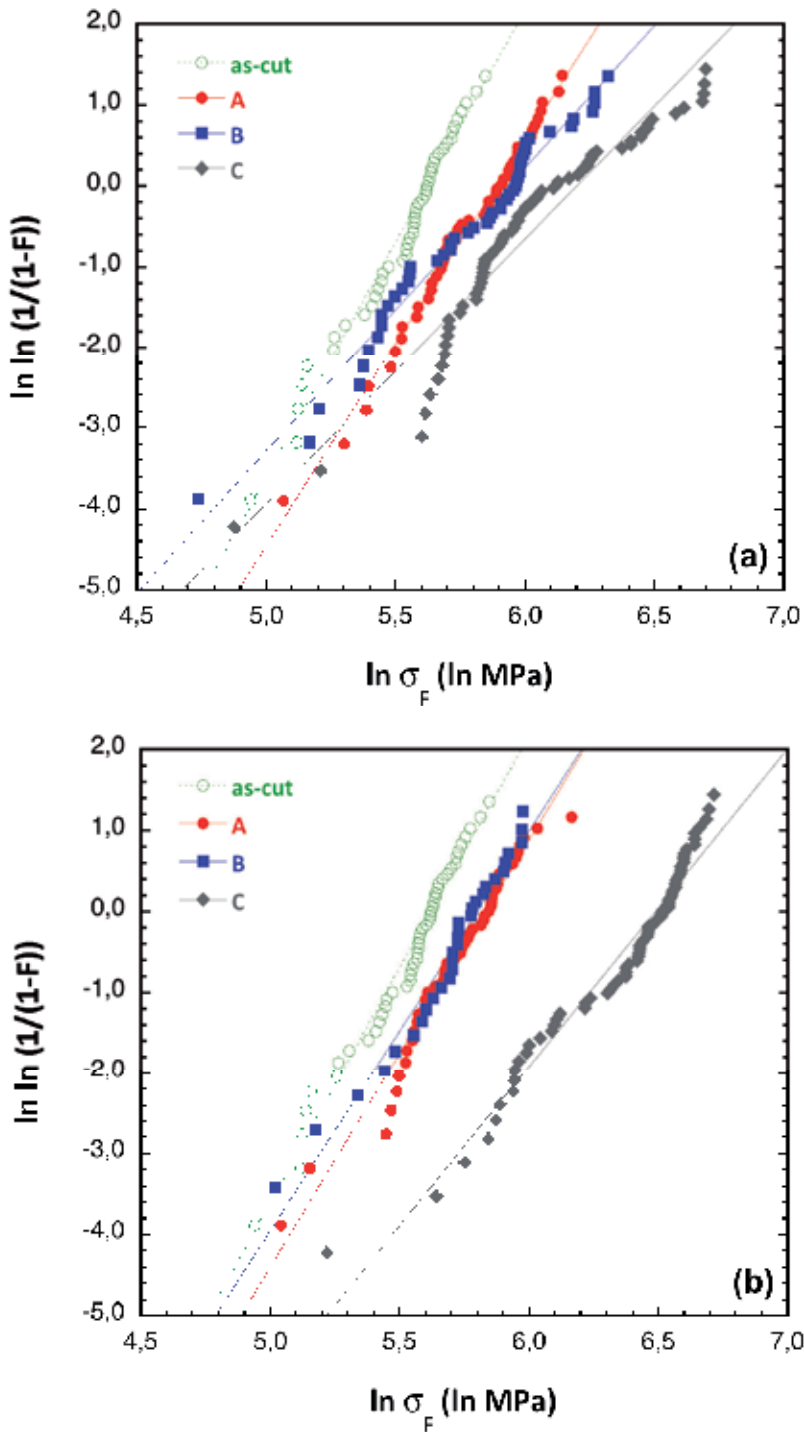 2,0
1,0
0,0
-1,0
-2,0
-3,0
-4,0
-5,0
ln ln (1/(1-F))
as-cut
A
B
C
(a)
4,5 5,0 5,5 6,0 6,5 7,0
ln σF (ln MPa)
2,0
1,0
0,0
-1,0
-2,0
-3,0
-4,0
-5,0
ln ln (1/(1-F))
as-cut
A
B
C
(b)
4,5 5,0 5,5 6,0 6,5 7,0
ln σF (ln MPa)